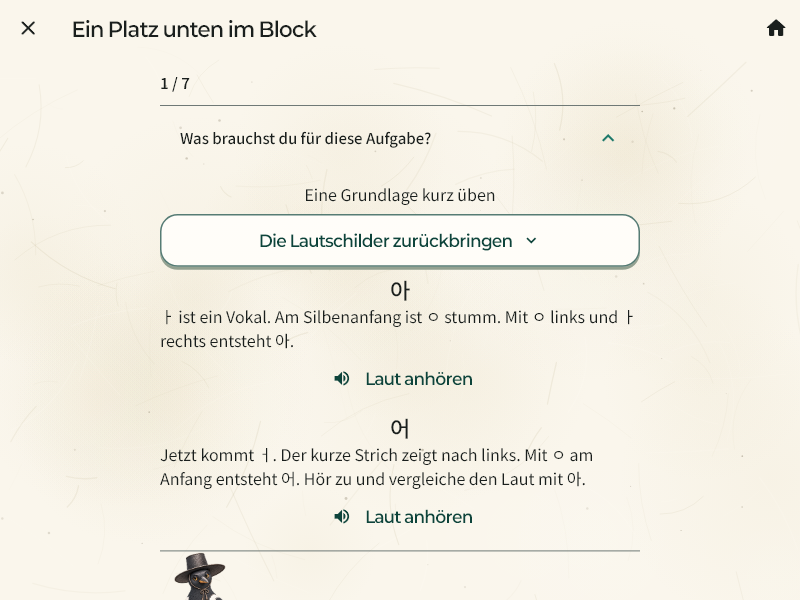 Ein Platz unten im Block
1 / 7
Was brauchst du für diese Aufgabe?
Eine Grundlage kurz üben
Die Lautschilder zurückbringen
아
ㅏ ist ein Vokal. Am Silbenanfang ist ㅇ stumm. Mit ㅇ links und ㅏ
rechts entsteht 아.
Laut anhören
어
Jetzt kommt ㅓ. Der kurze Strich zeigt nach links. Mit ㅇ am
Anfang entsteht 어. Hör zu und vergleiche den Laut mit 아.
Laut anhören